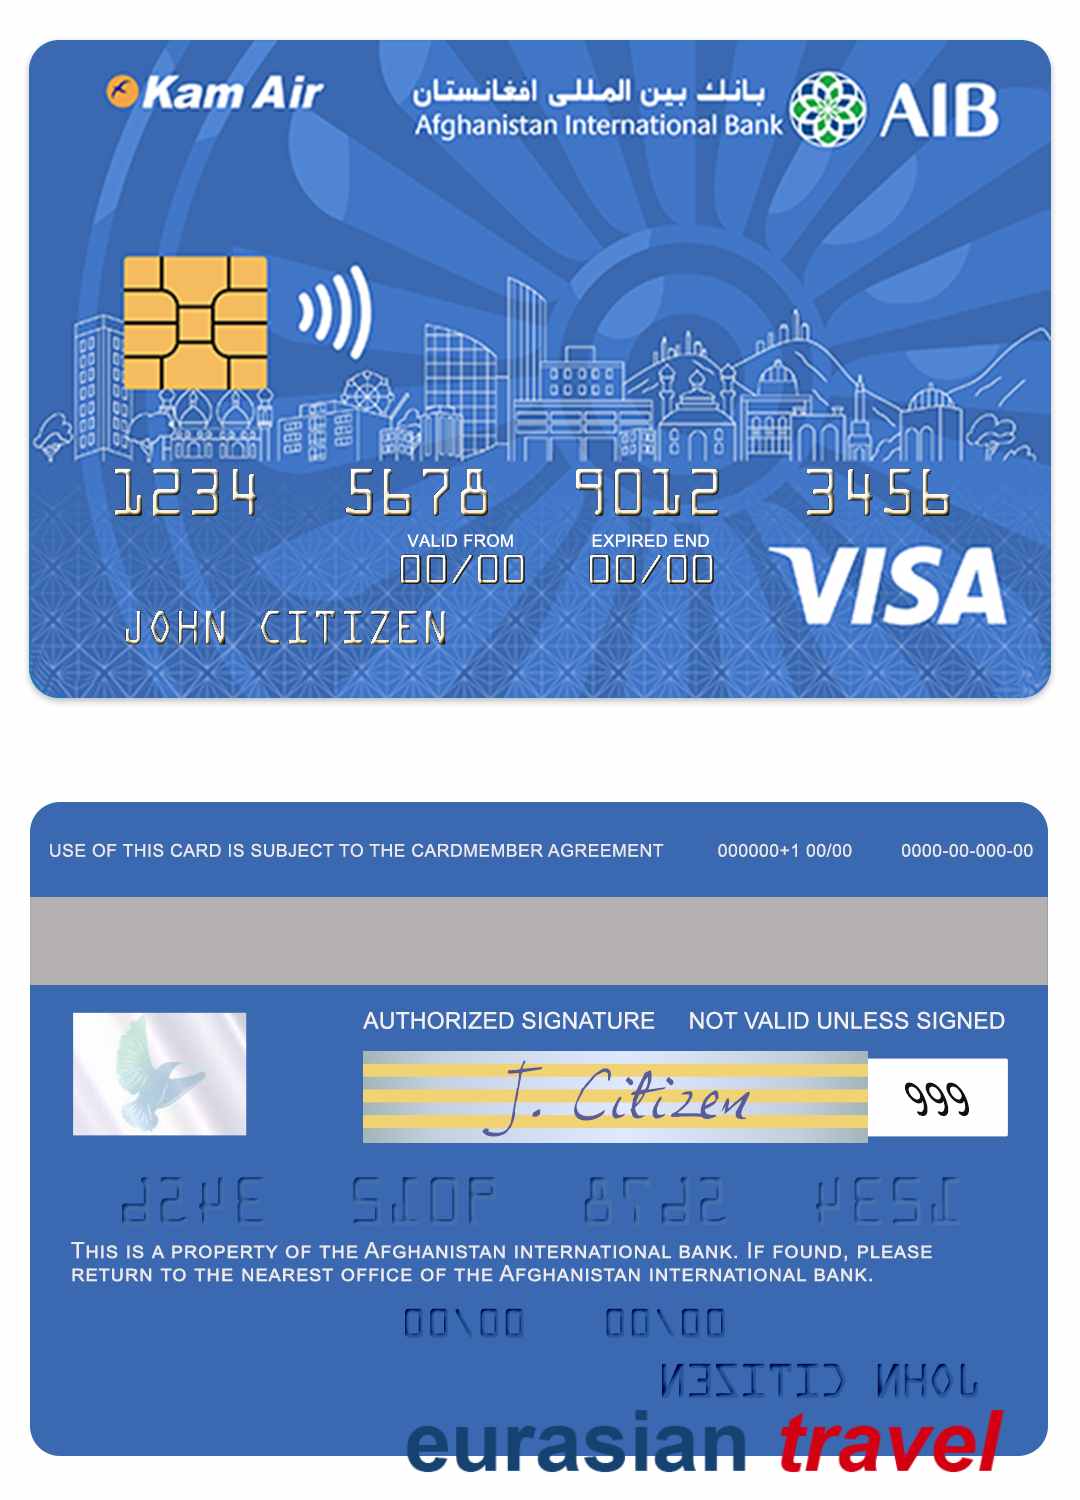 Kam Air
بانك بين المللى افغانستان
Afghanistan International Bank
AIB
1234 5678 9012 3456
VALID FROM EXPIRED END
00/00 00/00
VISA
JOHN CITIZEN
USE OF THIS CARD IS SUBJECT TO THE CARDMEMBER AGREEMENT 000000+1 00/00 0000-00-000-00
AUTHORIZED SIGNATURE NOT VALID UNLESS SIGNED
J. Citizen 999
1234 5678 9012 3456
THIS IS A PROPERTY OF THE AFGHANISTAN INTERNATIONAL BANK. IF FOUND, PLEASE
RETURN TO THE NEAREST OFFICE OF THE AFGHANISTAN INTERNATIONAL BANK.
00/00 00/00
JOHN CITIZEN
eurasian travel